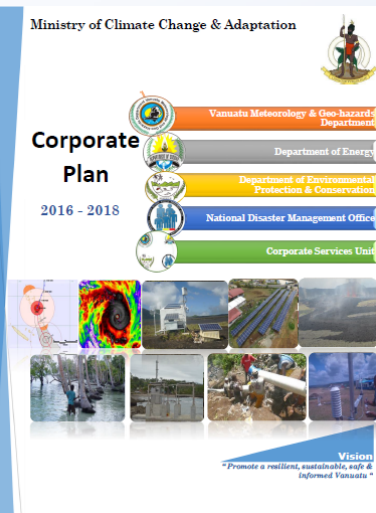 Ministry of Climate Change & Adaptation
Vanuatu Meteorology & Geo-hazards
Department
Corporate
Plan
2016 - 2018
Department of Energy
Department of Environmental
Protection & Conservation
National Disaster Management Office
Corporate Services Unit
Vision
"Promote a resilient, sustainable, safe &
informed Vanuatu "